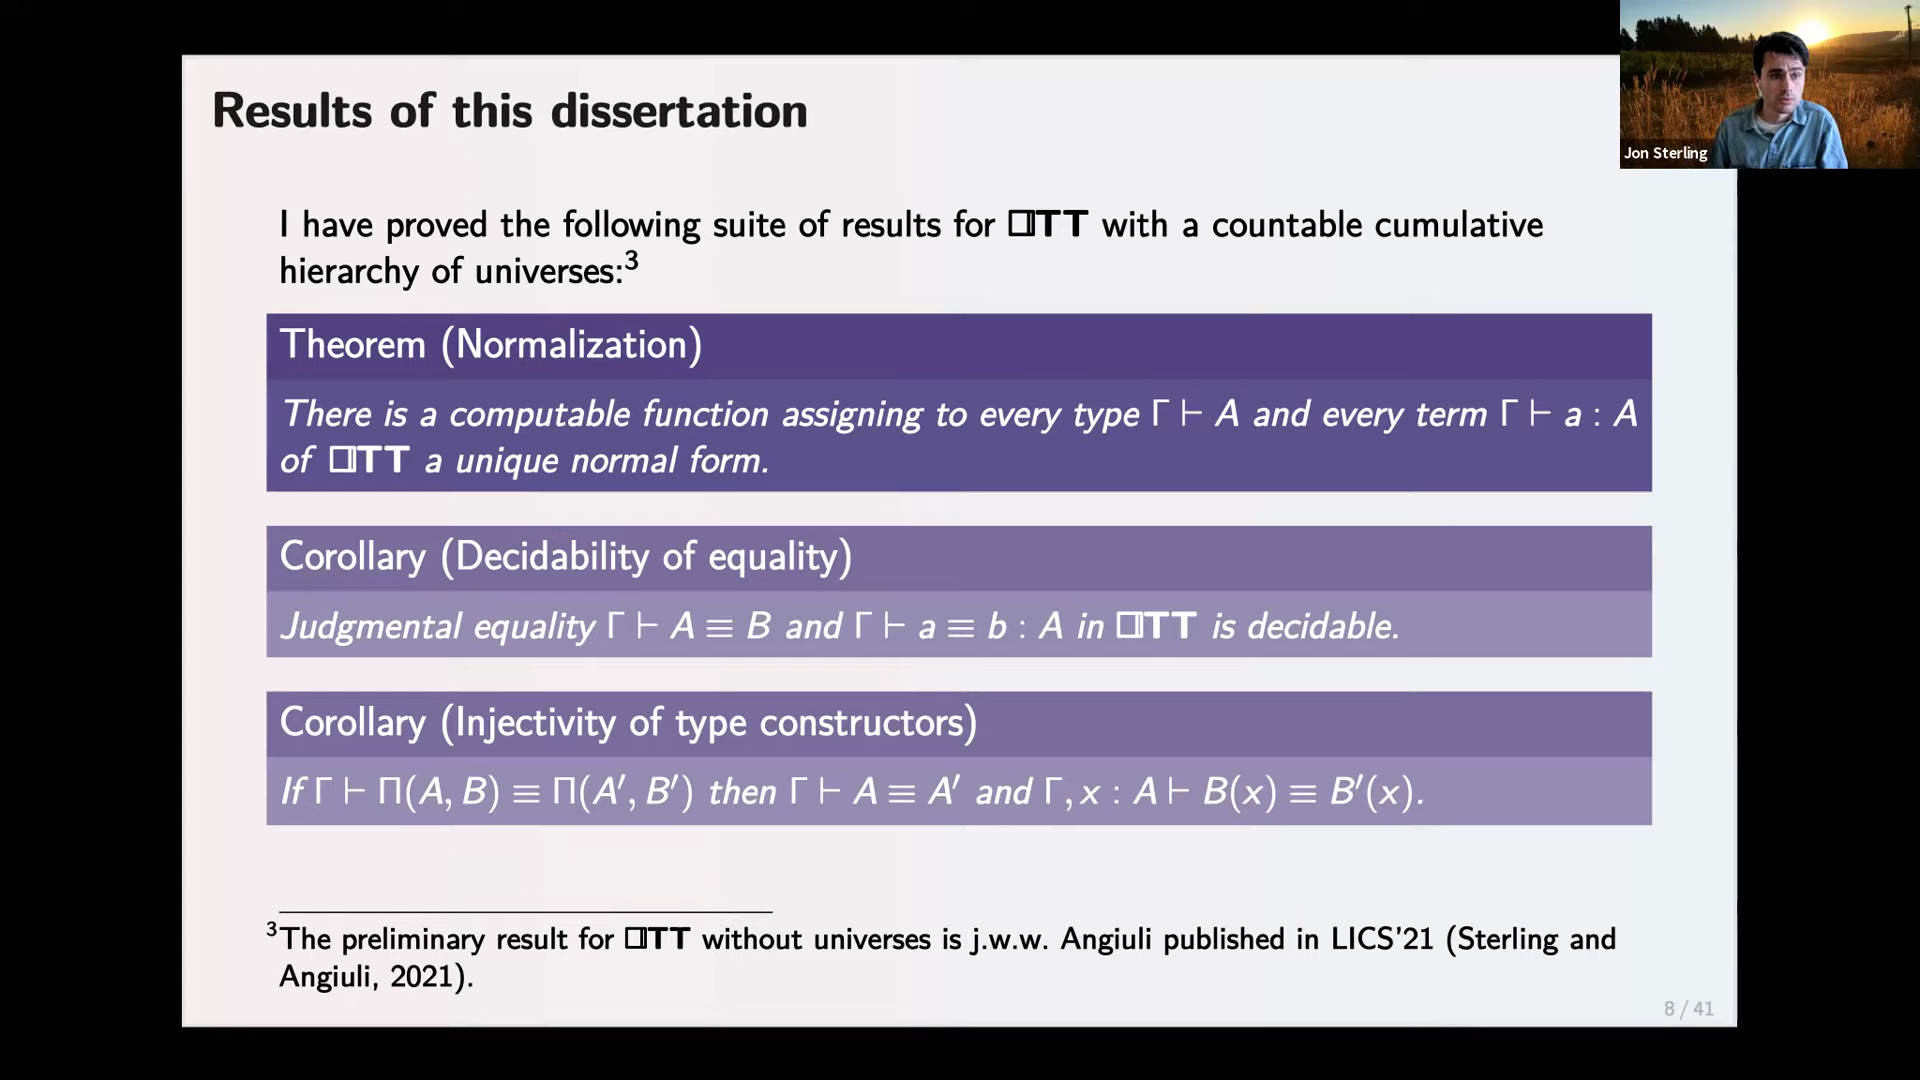 Results of this dissertation
Jon Sterling
I have proved the following suite of results for □TT with a countable cumulative
hierarchy of universes:³
Theorem (Normalization)
There is a computable function assigning to every type Γ ⊢ A and every term Γ ⊢ a : A
of □TT a unique normal form.
Corollary (Decidability of equality)
Judgmental equality Γ ⊢ A ≡ B and Γ ⊢ a ≡ b : A in □TT is decidable.
Corollary (Injectivity of type constructors)
If Γ ⊢ Π(A, B) ≡ Π(A′, B′) then Γ ⊢ A ≡ A′ and Γ, x : A ⊢ B(x) ≡ B′(x).
³The preliminary result for □TT without universes is j.w.w. Angiuli published in LICS'21 (Sterling and
Angiuli, 2021).
8 / 41